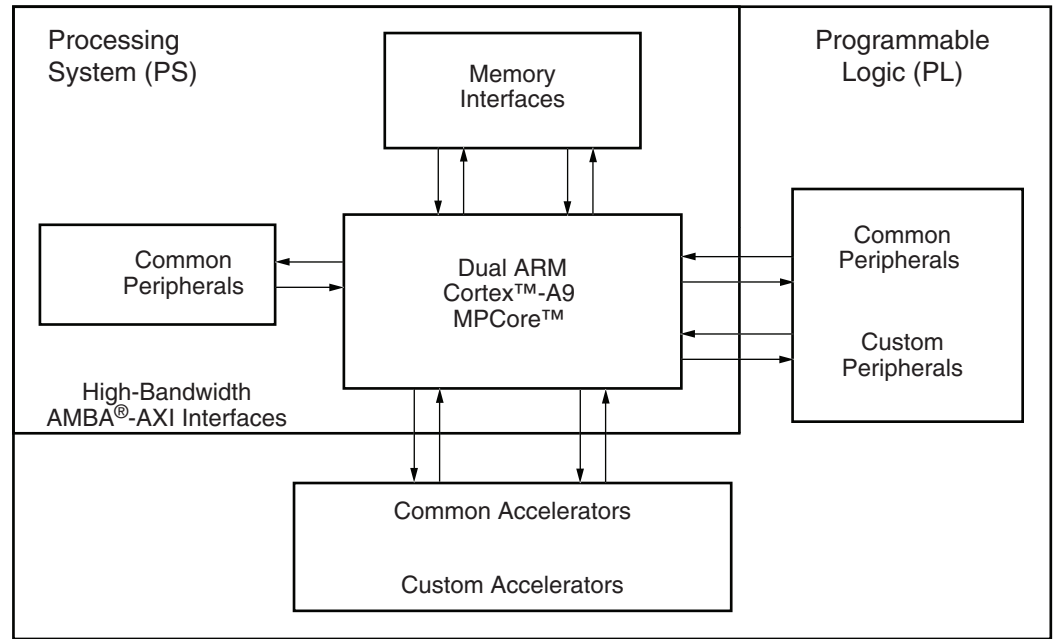 Processing
System (PS)
Memory
Interfaces
Programmable
Logic (PL)
Common
Peripherals
Dual ARM
Cortex™-A9
MPCore™
Common
Peripherals
Custom
Peripherals
High-Bandwidth
AMBA®-AXI Interfaces
Common Accelerators
Custom Accelerators